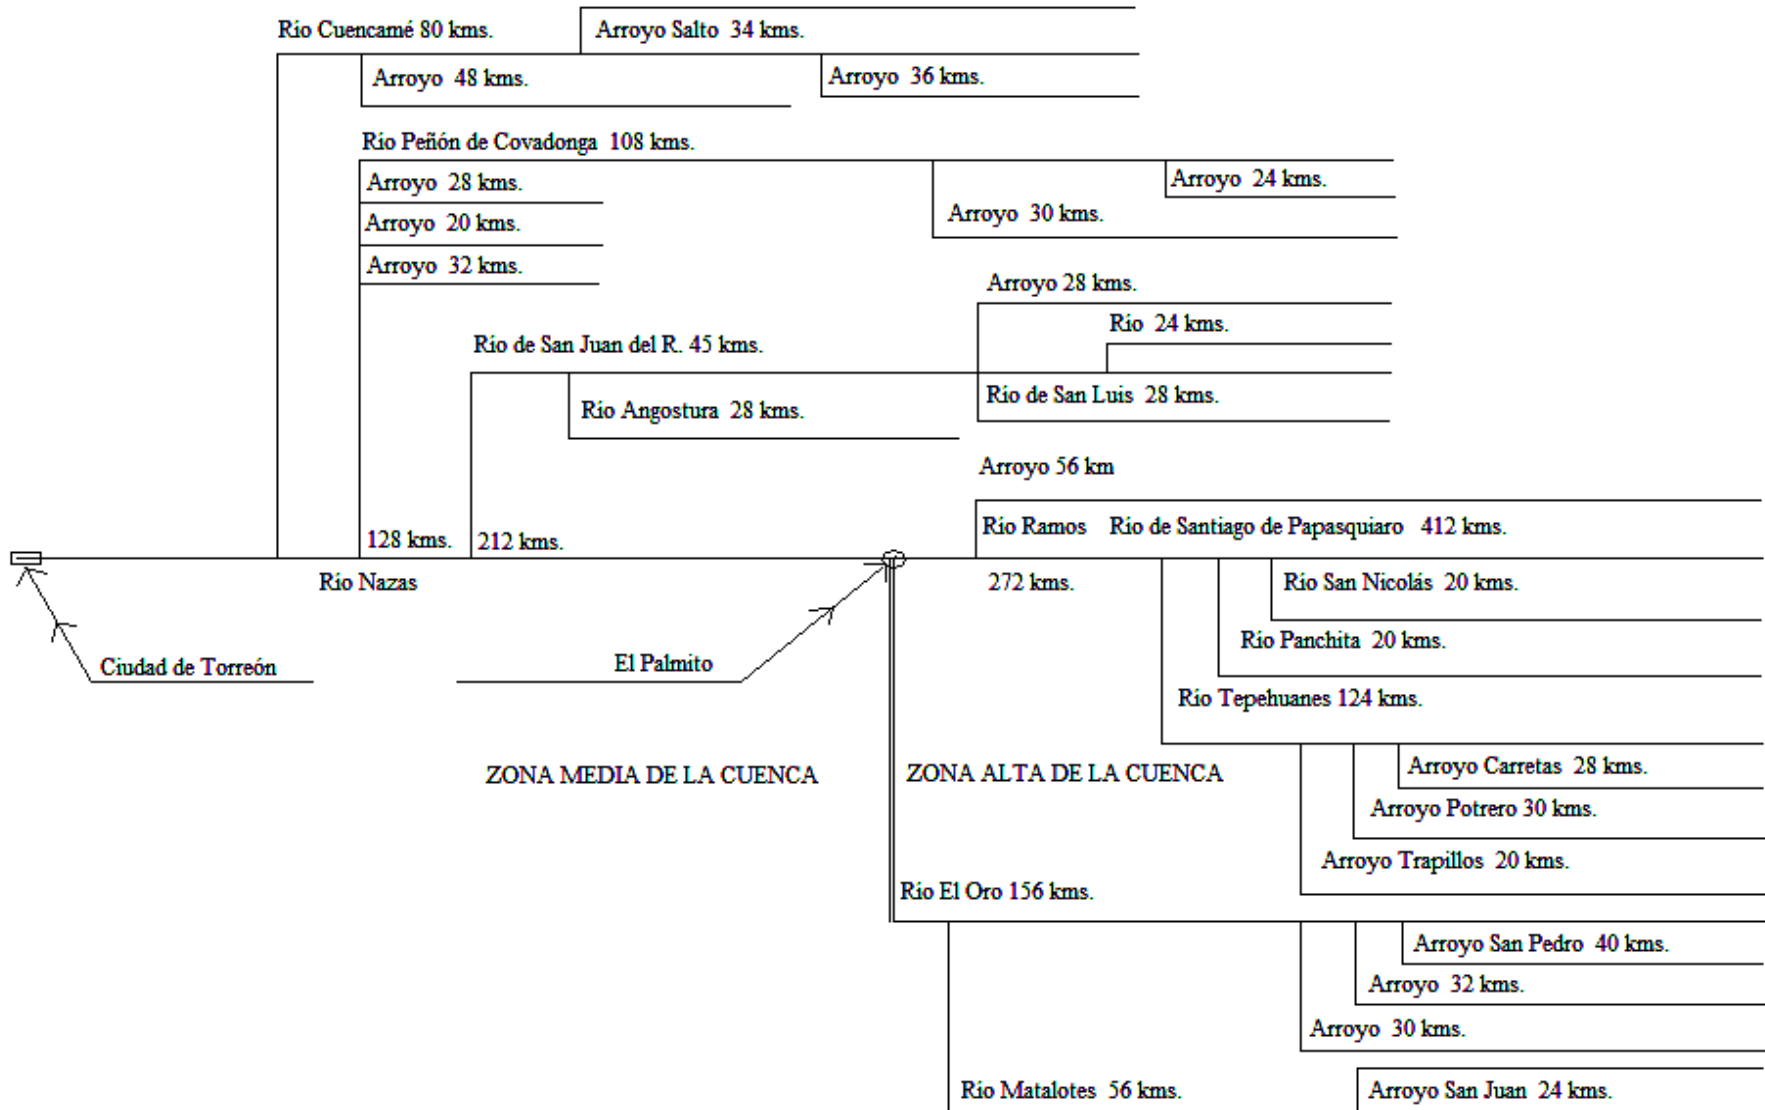 Río Cuencamé 80 kms.
Arroyo Salto 34 kms.
Arroyo 48 kms.
Arroyo 36 kms.
Río Peñón de Covadonga 108 kms.
Arroyo 28 kms.
Arroyo 24 kms.
Arroyo 20 kms.
Arroyo 30 kms.
Arroyo 32 kms.
Arroyo 28 kms.
Río 24 kms.
Río de San Juan del R. 45 kms.
Río de San Luis 28 kms.
Río Angostura 28 kms.
Arroyo 56 km
Río Ramos Río de Santiago de Papasquiaro 412 kms.
128 kms. 212 kms.
Río Nazas
272 kms.
Río San Nicolás 20 kms.
Río Panchita 20 kms.
Ciudad de Torreón
El Palmito
Río Tepehuanes 124 kms.
ZONA MEDIA DE LA CUENCA
ZONA ALTA DE LA CUENCA
Arroyo Carretas 28 kms.
Arroyo Potrero 30 kms.
Arroyo Trapillos 20 kms.
Río El Oro 156 kms.
Arroyo San Pedro 40 kms.
Arroyo 32 kms.
Arroyo 30 kms.
Río Matalotes 56 kms.
Arroyo San Juan 24 kms.